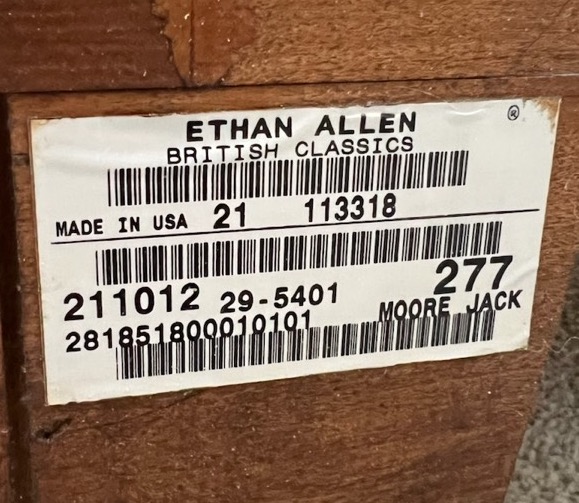 ETHAN ALLEN ®
BRITISH CLASSICS
MADE IN USA 21 113318
211012 29-5401 277
281851800010101 MOORE JACK